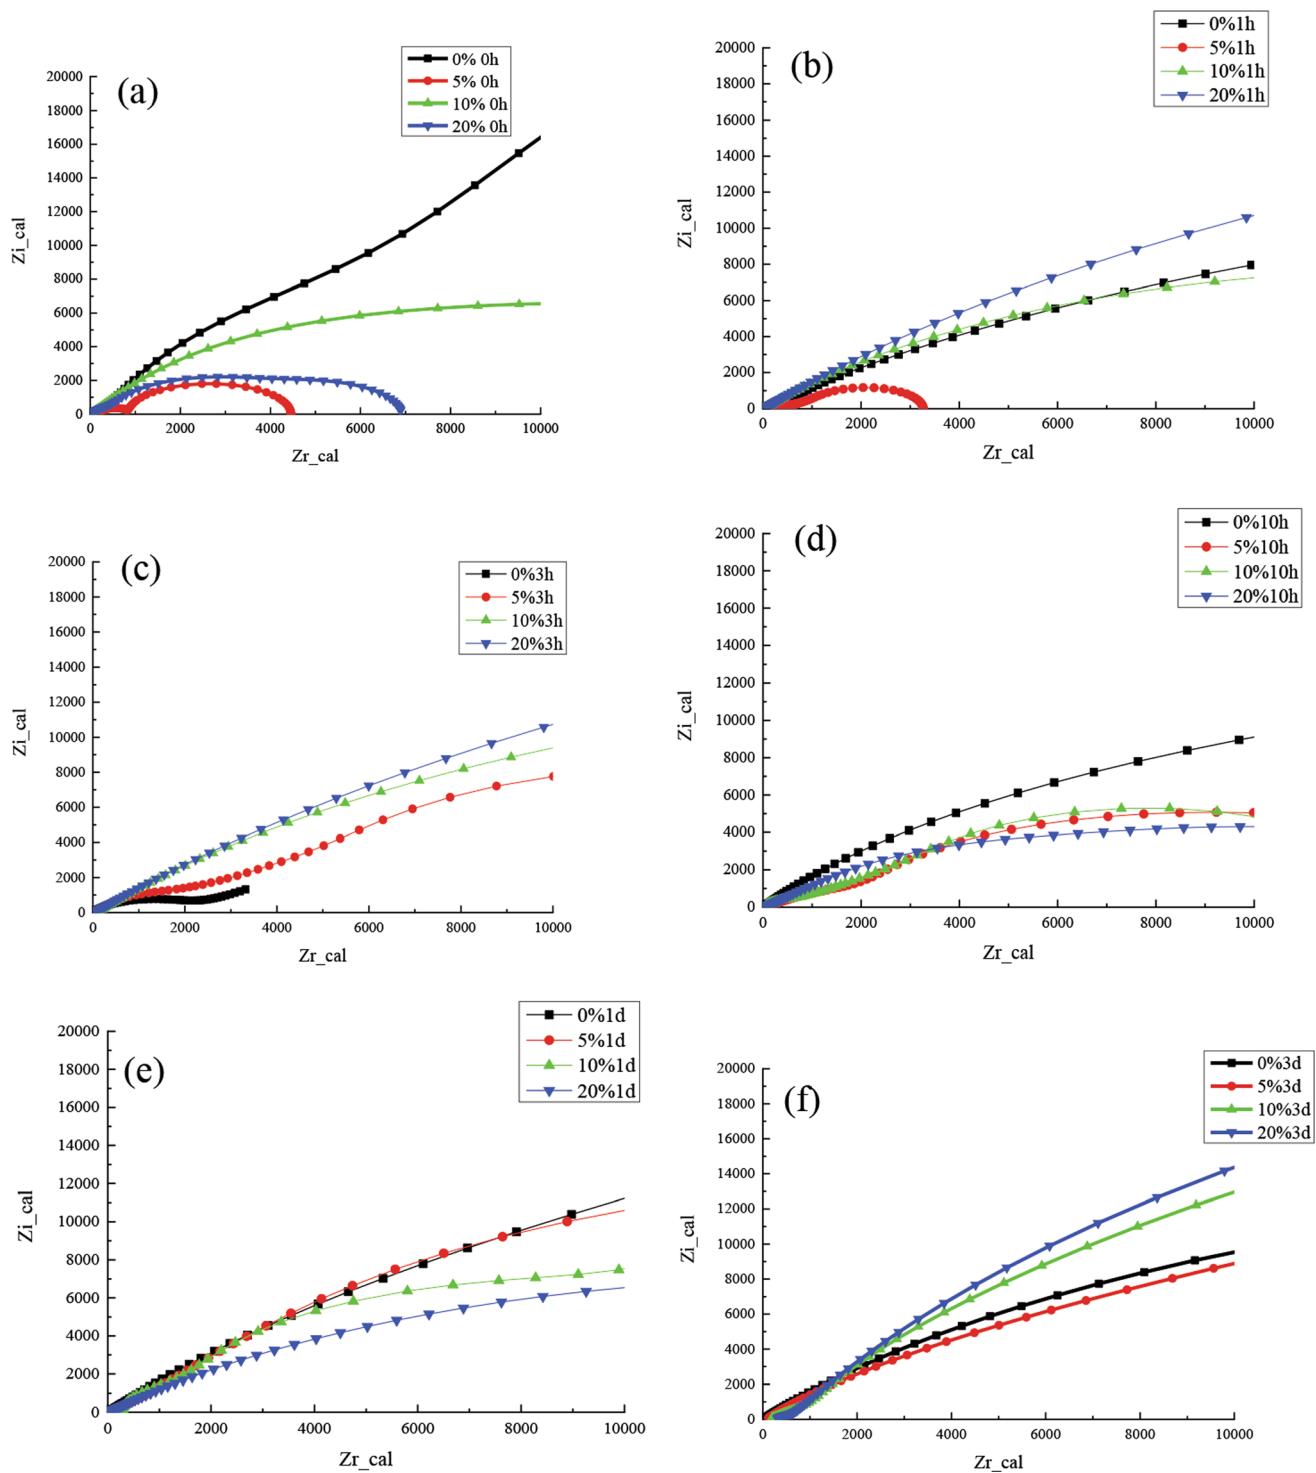 (a)
0% 0h
5% 0h
10% 0h
20% 0h
20000
18000
16000
14000
12000
10000
8000
6000
4000
2000
0
0 2000 4000 6000 8000 10000
Zi_cal
Zr_cal
(b)
0%1h
5%1h
10%1h
20%1h
20000
18000
16000
14000
12000
10000
8000
6000
4000
2000
0
0 2000 4000 6000 8000 10000
Zi_cal
Zr_cal
(c)
0%3h
5%3h
10%3h
20%3h
20000
18000
16000
14000
12000
10000
8000
6000
4000
2000
0
0 2000 4000 6000 8000 10000
Zi_cal
Zr_cal
(d)
0%10h
5%10h
10%10h
20%10h
20000
18000
16000
14000
12000
10000
8000
6000
4000
2000
0
0 2000 4000 6000 8000 10000
Zi_cal
Zr_cal
(e)
0%1d
5%1d
10%1d
20%1d
20000
18000
16000
14000
12000
10000
8000
6000
4000
2000
0
0 2000 4000 6000 8000 10000
Zi_cal
Zr_cal
(f)
0%3d
5%3d
10%3d
20%3d
20000
18000
16000
14000
12000
10000
8000
6000
4000
2000
0
0 2000 4000 6000 8000 10000
Zi_cal
Zr_cal